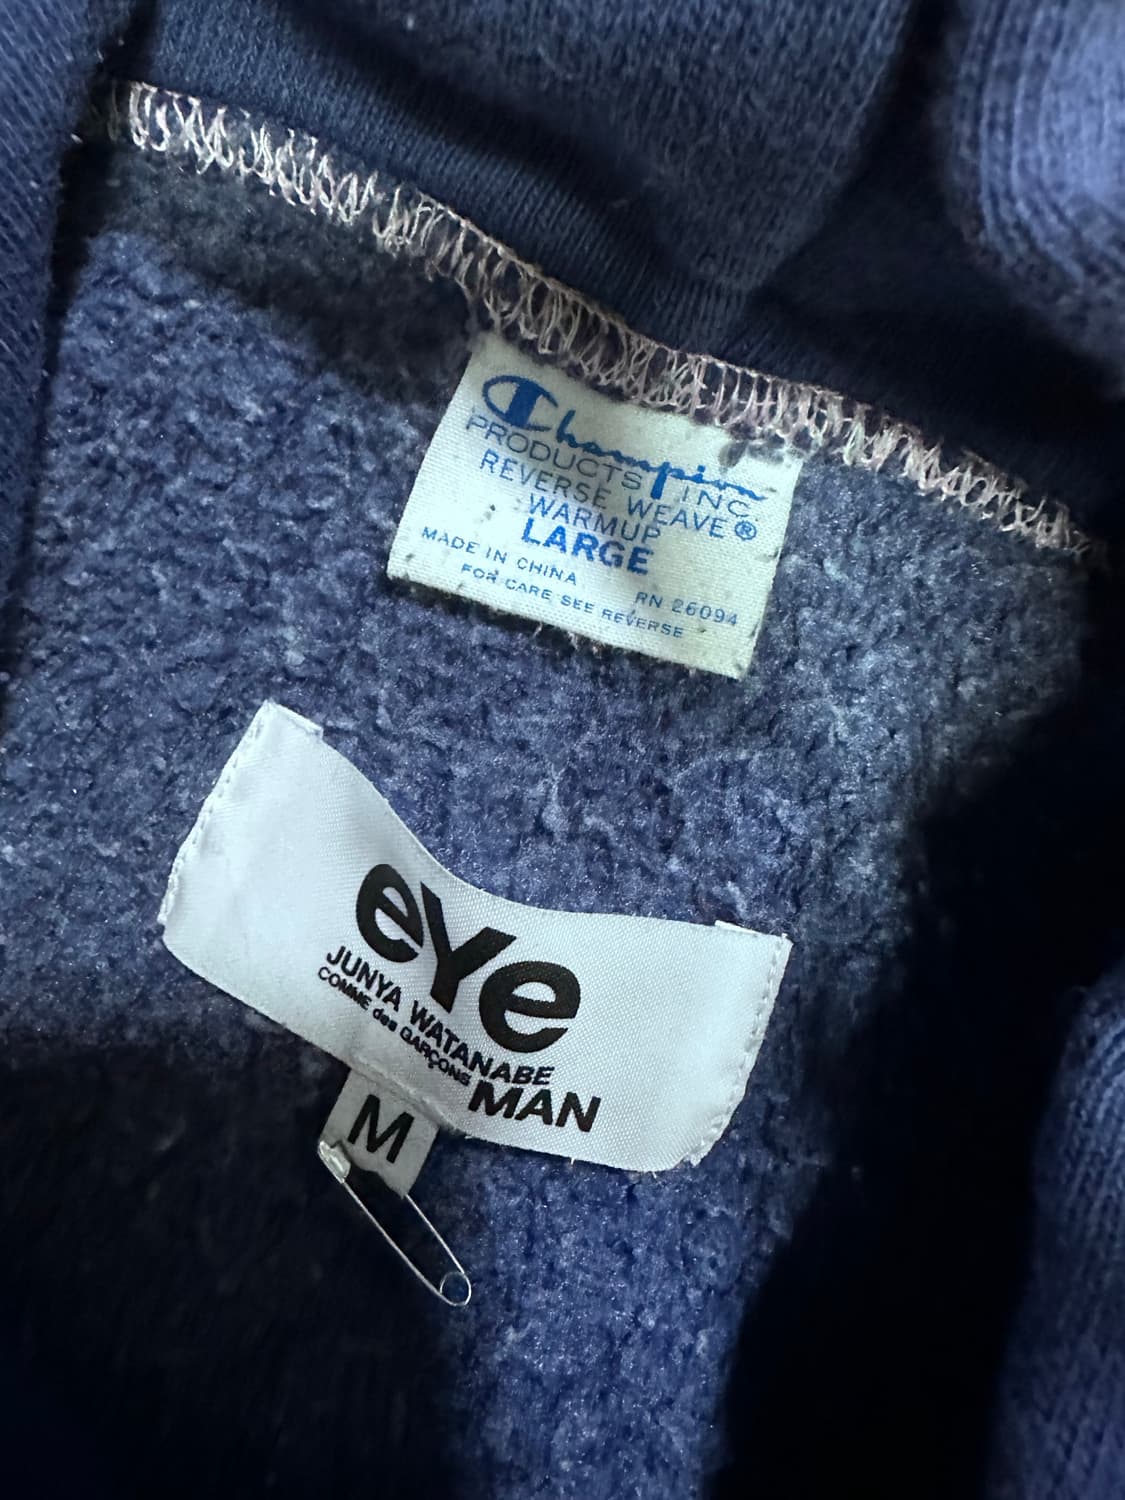 Champion
PRODUCTS INC.
REVERSE WEAVE®
WARMUP
LARGE
MADE IN CHINA
RN 26094
FOR CARE SEE REVERSE
eYe
JUNYA WATANABE
COMME des GARÇONS MAN
M